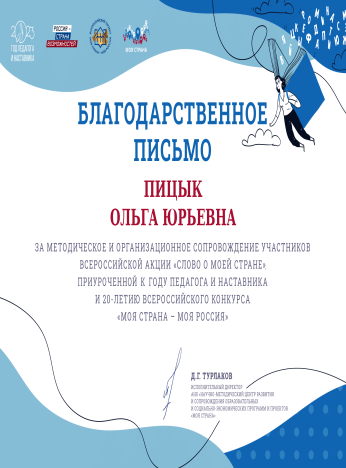 2023
ГОД ПЕДАГОГА
И НАСТАВНИКА
РОССИЯ –
СТРАНА
ВОЗМОЖНОСТЕЙ
МОЯ СТРАНА
БЛАГОДАРСТВЕННОЕ
ПИСЬМО
ПИЦЫК
ОЛЬГА ЮРЬЕВНА
ЗА МЕТОДИЧЕСКОЕ И ОРГАНИЗАЦИОННОЕ СОПРОВОЖДЕНИЕ УЧАСТНИКОВ
ВСЕРОССИЙСКОЙ АКЦИИ «СЛОВО О МОЕЙ СТРАНЕ»,
ПРИУРОЧЕННОЙ К ГОДУ ПЕДАГОГА И НАСТАВНИКА
И 20-ЛЕТИЮ ВСЕРОССИЙСКОГО КОНКУРСА
«МОЯ СТРАНА – МОЯ РОССИЯ»
Д.Г. ТУРПАКОВ
ИСПОЛНИТЕЛЬНЫЙ ДИРЕКТОР
АНО «НАУЧНО-МЕТОДИЧЕСКИЙ ЦЕНТР РАЗВИТИЯ
И СОПРОВОЖДЕНИЯ ОБРАЗОВАТЕЛЬНЫХ
И СОЦИАЛЬНО-ЭКОНОМИЧЕСКИХ ПРОГРАММ И ПРОЕКТОВ
«МОЯ СТРАНА»